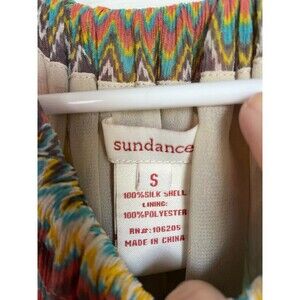 sundance
S
100% SILK SHELL
LINING:
100% POLYESTER
RN#: 106205
MADE IN CHINA